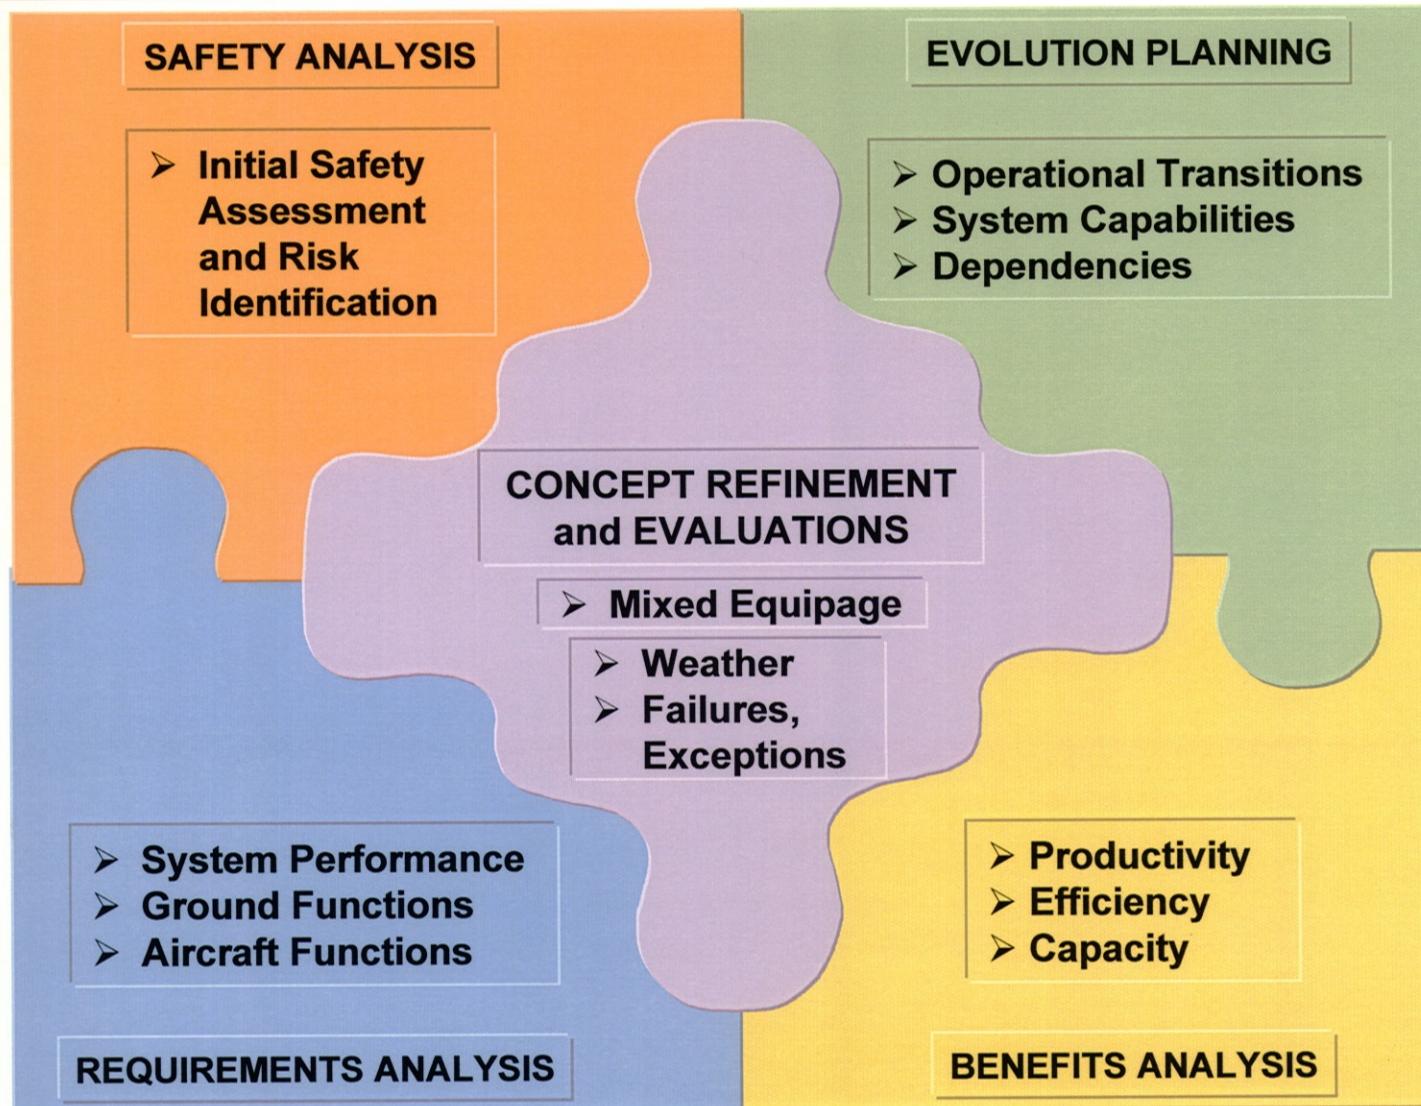 SAFETY ANALYSIS
➢ Initial Safety
Assessment
and Risk
Identification
EVOLUTION PLANNING
➢ Operational Transitions
➢ System Capabilities
➢ Dependencies
CONCEPT REFINEMENT
and EVALUATIONS
➢ Mixed Equipage
➢ Weather
➢ Failures,
Exceptions
➢ System Performance
➢ Ground Functions
➢ Aircraft Functions
REQUIREMENTS ANALYSIS
➢ Productivity
➢ Efficiency
➢ Capacity
BENEFITS ANALYSIS